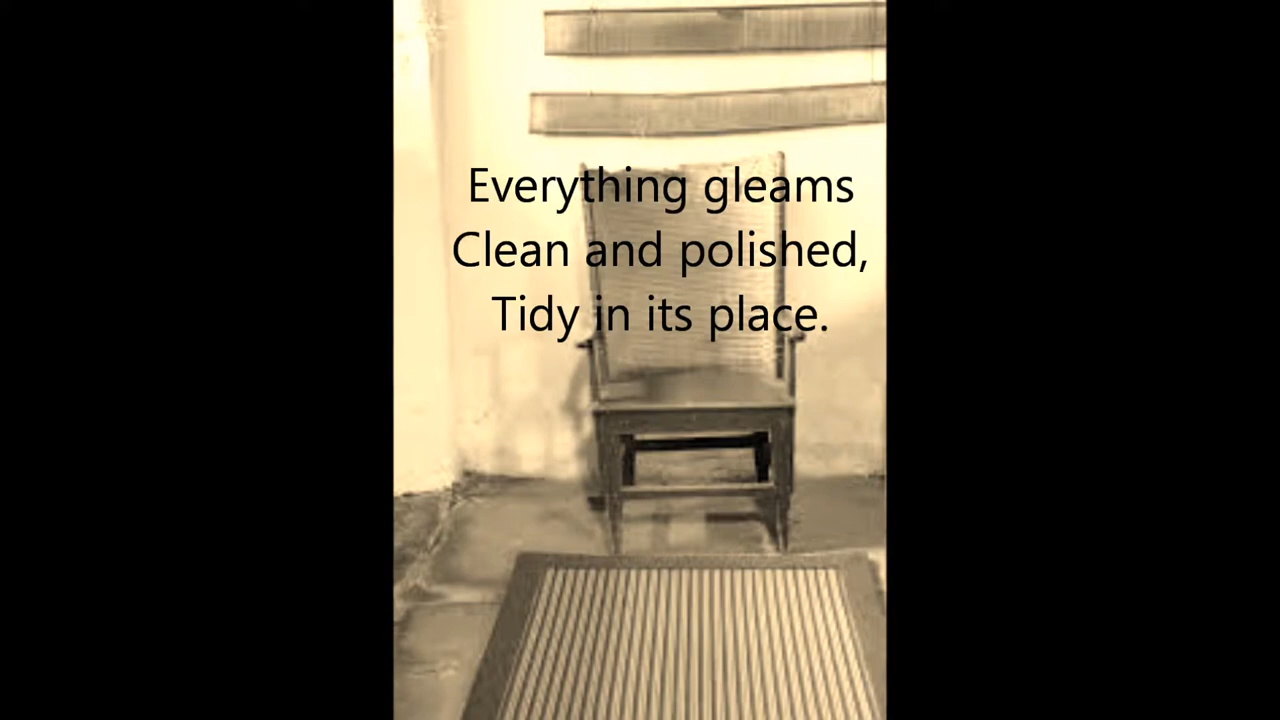 Everything gleams
Clean and polished,
Tidy in its place.